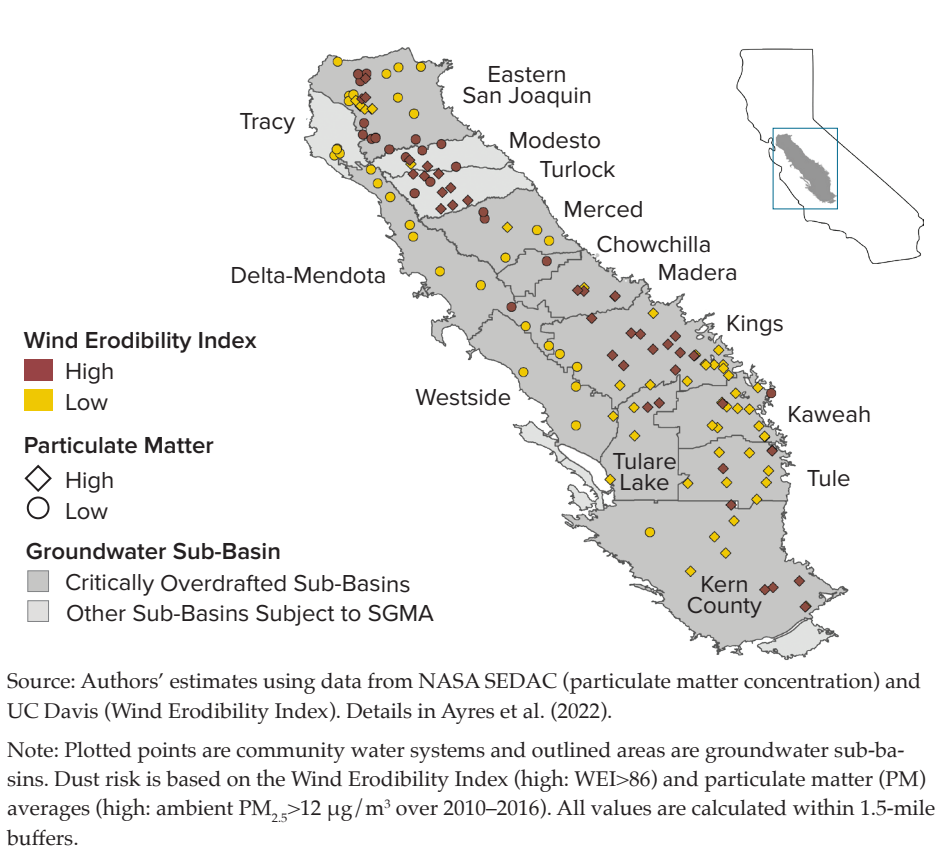 Eastern
San Joaquin
Tracy
Modesto
Turlock
Merced
Chowchilla
Delta-Mendota
Madera
Kings
Westside
Kaweah
Tulare
Lake
Tule
Kern
County
Wind Erodibility Index
High
Low
Particulate Matter
High
Low
Groundwater Sub-Basin
Critically Overdrafted Sub-Basins
Other Sub-Basins Subject to SGMA
Source: Authors’ estimates using data from NASA SEDAC (particulate matter concentration) and
UC Davis (Wind Erodibility Index). Details in Ayres et al. (2022).
Note: Plotted points are community water systems and outlined areas are groundwater sub-ba-
sins. Dust risk is based on the Wind Erodibility Index (high: WEI>86) and particulate matter (PM)
averages (high: ambient PM2.5>12 µg/m³ over 2010–2016). All values are calculated within 1.5-mile
buffers.